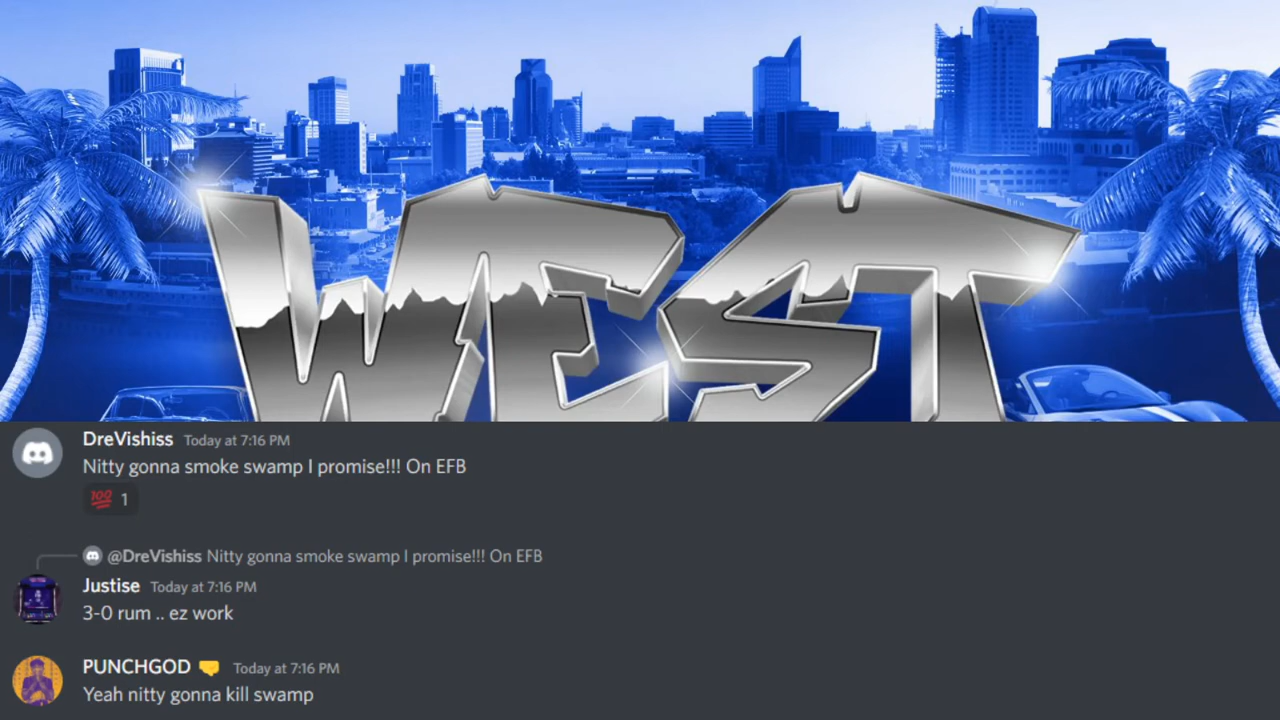 WEST
DreVishiss Today at 7:16 PM
Nitty gonna smoke swamp I promise!!! On EFB
💯 1
@DreVishiss Nitty gonna smoke swamp I promise!!! On EFB
Justise Today at 7:16 PM
3-0 rum .. ez work
PUNCHGOD 🤜 Today at 7:16 PM
Yeah nitty gonna kill swamp